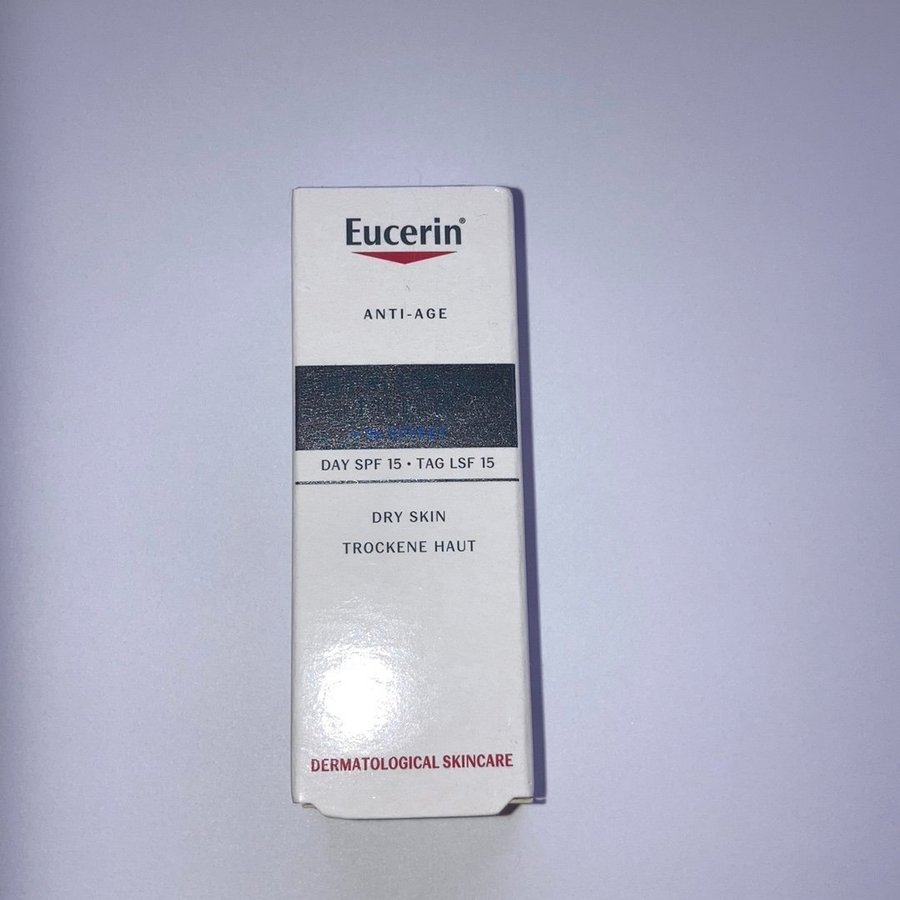 Eucerin®
ANTI-AGE
DAY SPF 15 • TAG LSF 15
DRY SKIN
TROCKENE HAUT
DERMATOLOGICAL SKINCARE